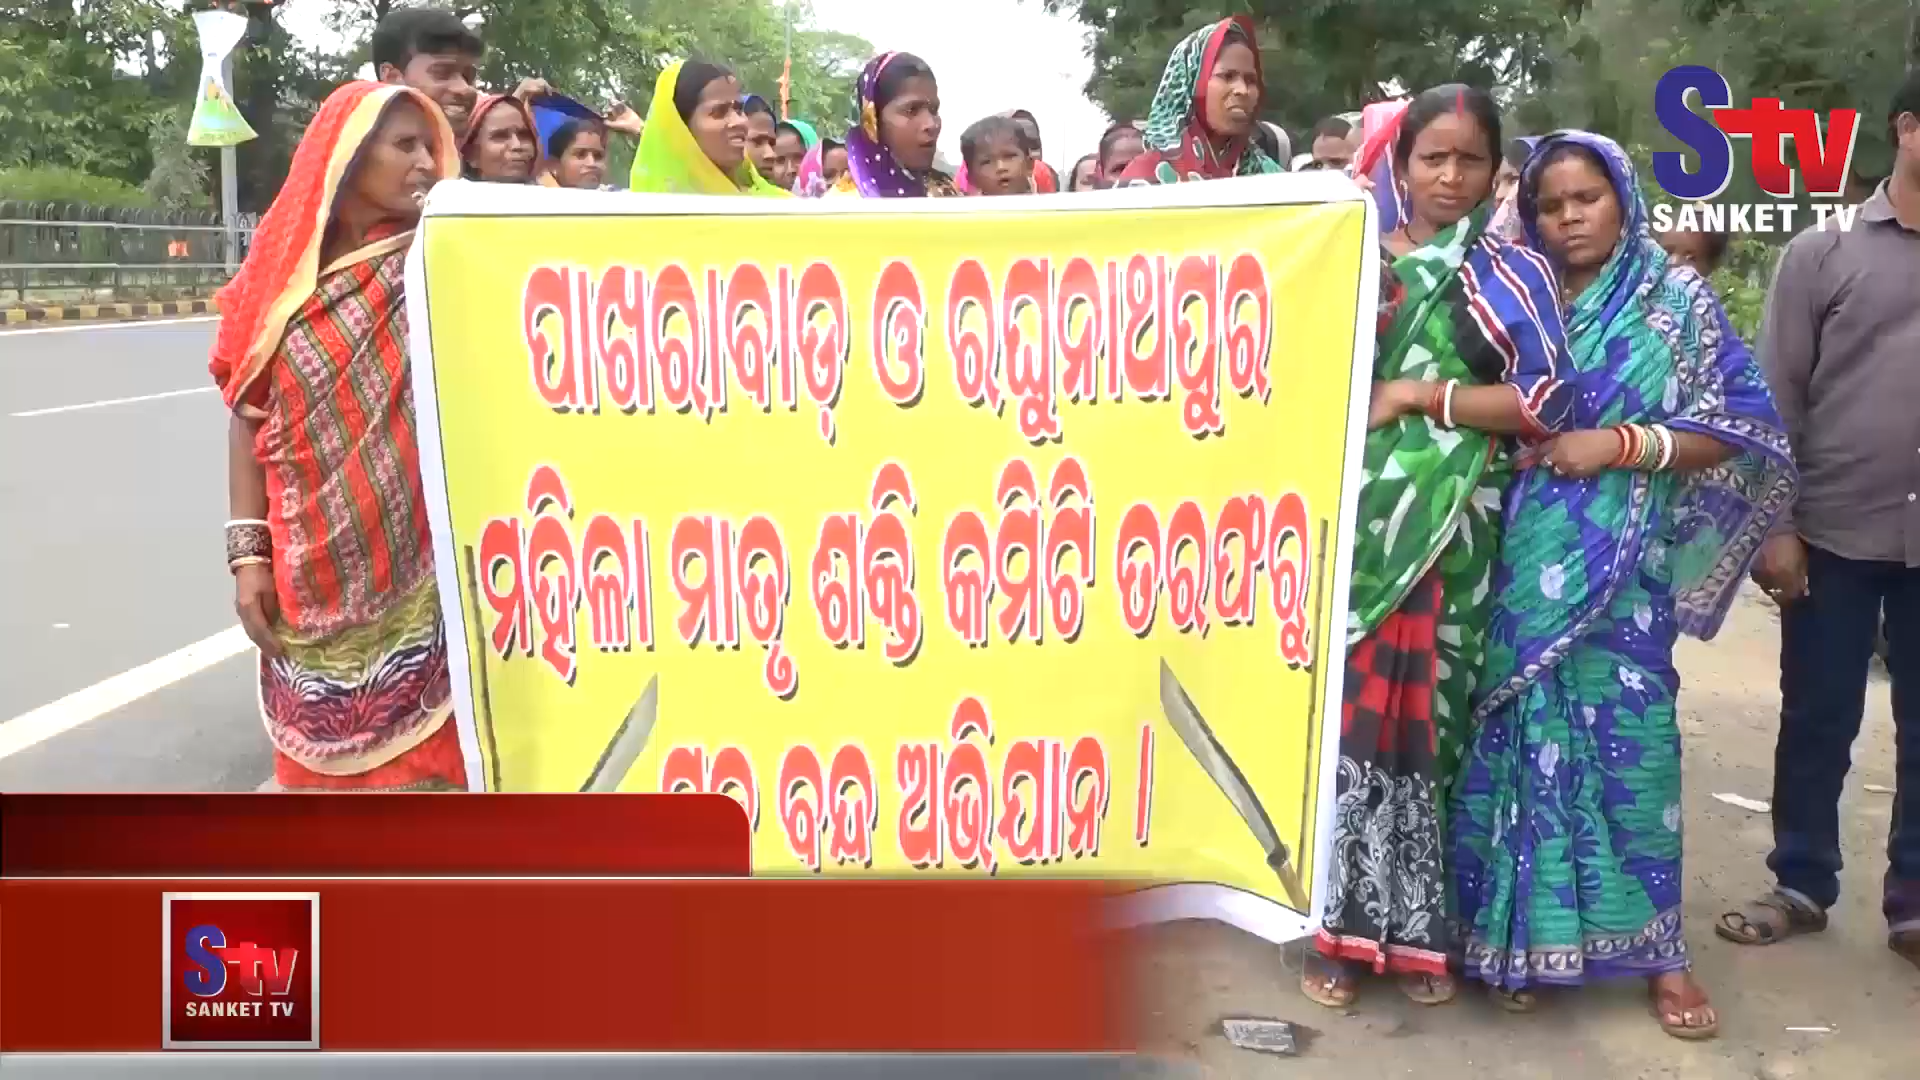 STV
SANKET TV
ପାଖରାବାଡ଼ ଓ ରଘୁନାଥପୁର
ମହିଳା ମାତୃ ଶକ୍ତି କମିଟି ତରଫରୁ
ବନ୍ଦ ଅଭିଯାନ ।
STV
SANKET TV